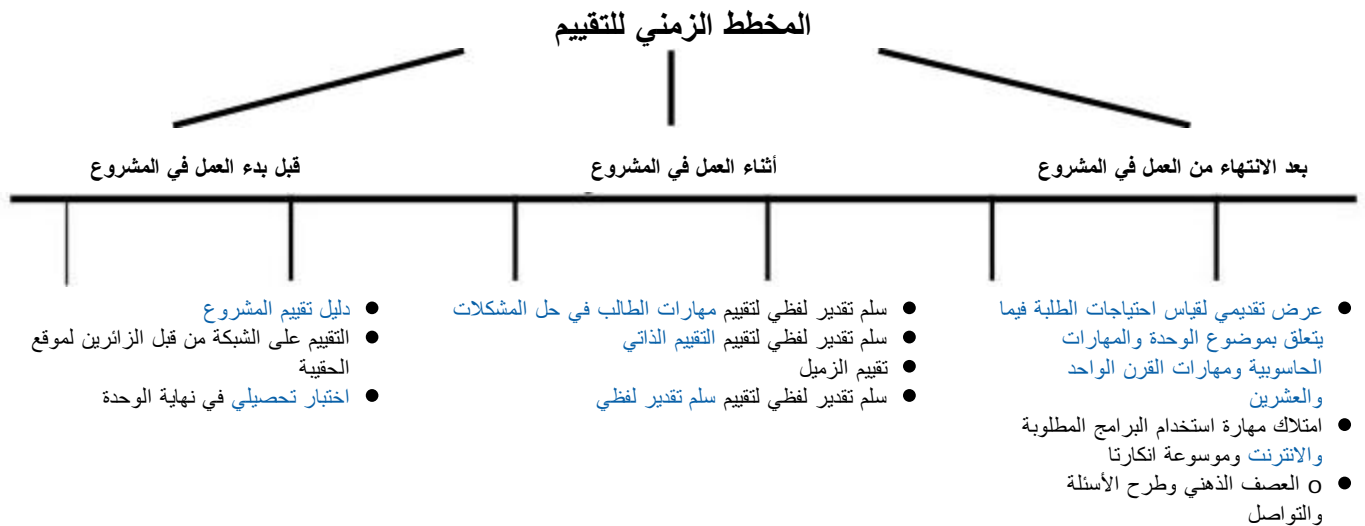 المخطط الزمني للتقييم
بعد الانتهاء من العمل في المشروع
أثناء العمل في المشروع
قبل بدء العمل في المشروع
● عرض تقديمي لقياس احتياجات الطلبة فيما
يتعلق بموضوع الوحدة والمهارات
الحاسوبية ومهارات القرن الواحد
والعشرين
● امتلاك مهارة استخدام البرامج المطلوبة
والانترنت وموسوعة انكارتا
● o العصف الذهني وطرح الأسئلة
والتواصل
● سلم تقدير لفظي لتقييم مهارات الطالب في حل المشكلات
● سلم تقدير لفظي لتقييم التقييم الذاتي
● تقييم الزميل
● سلم تقدير لفظي لتقييم سلم تقدير لفظي
● دليل تقييم المشروع
● التقييم على الشبكة من قبل الزائرين لموقع
الحقيبة
● اختبار تحصيلي في نهاية الوحدة